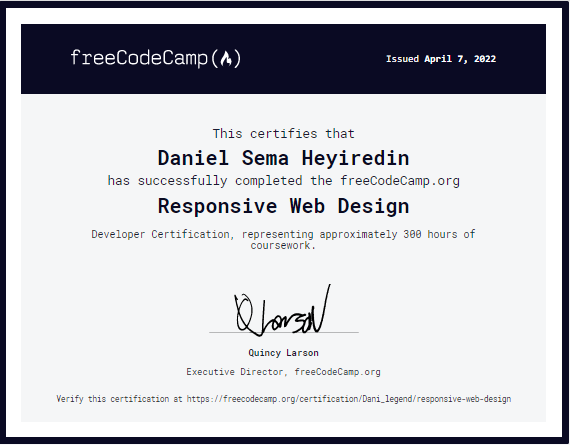 freeCodeCamp(🔥)
Issued April 7, 2022
This certifies that
Daniel Sema Heyiredin
has successfully completed the freeCodeCamp.org
Responsive Web Design
Developer Certification, representing approximately 300 hours of
coursework.
QLarson
Quincy Larson
Executive Director, freeCodeCamp.org
Verify this certification at https://freecodecamp.org/certification/Dani_legend/responsive-web-design